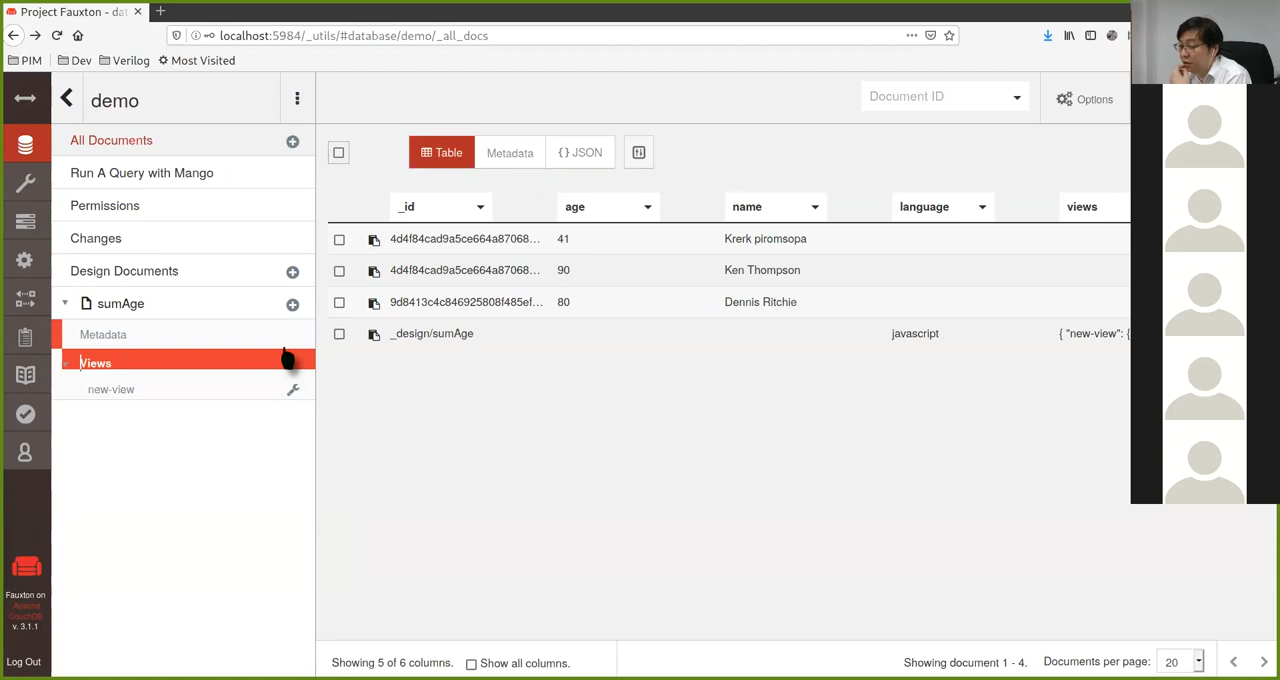 Project Fauxton - dat
localhost:5984/_utils/#database/demo/_all_docs
PIM Dev Verilog Most Visited
demo
Document ID
Options
All Documents
Run A Query with Mango
Permissions
Changes
Design Documents
sumAge
Metadata
Views
new-view
Table Metadata {} JSON
_id age name language views
4d4f84cad9a5ce664a87068... 41 Krerk piromsopa
4d4f84cad9a5ce664a87068... 90 Ken Thompson
9d8413c4c846925808f485ef... 80 Dennis Ritchie
_design/sumAge javascript { "new-view": {
Fauxton on
Apache
CouchDB
v. 3.1.1
Log Out
Showing 5 of 6 columns. Show all columns.
Showing document 1 - 4. Documents per page: 20